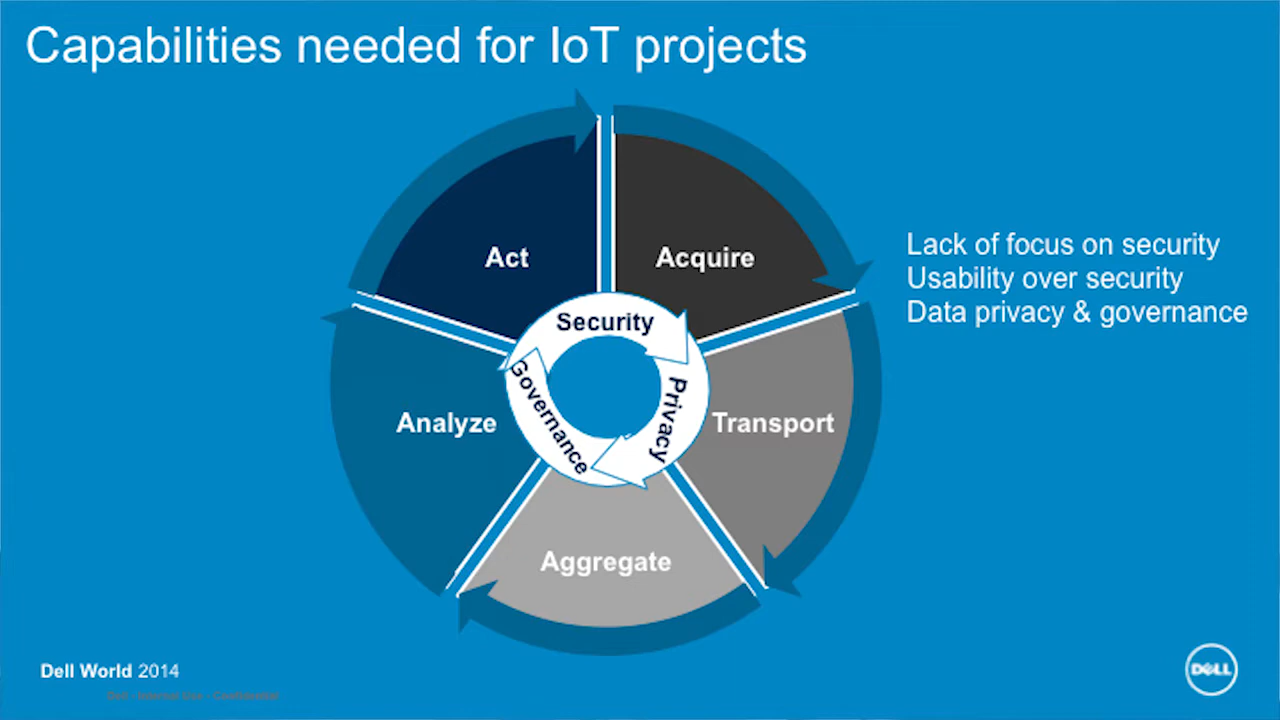 Capabilities needed for IoT projects
Act
Acquire
Lack of focus on security
Usability over security
Data privacy & governance
Security
Privacy
Governance
Analyze
Transport
Aggregate
Dell World 2014
DELL